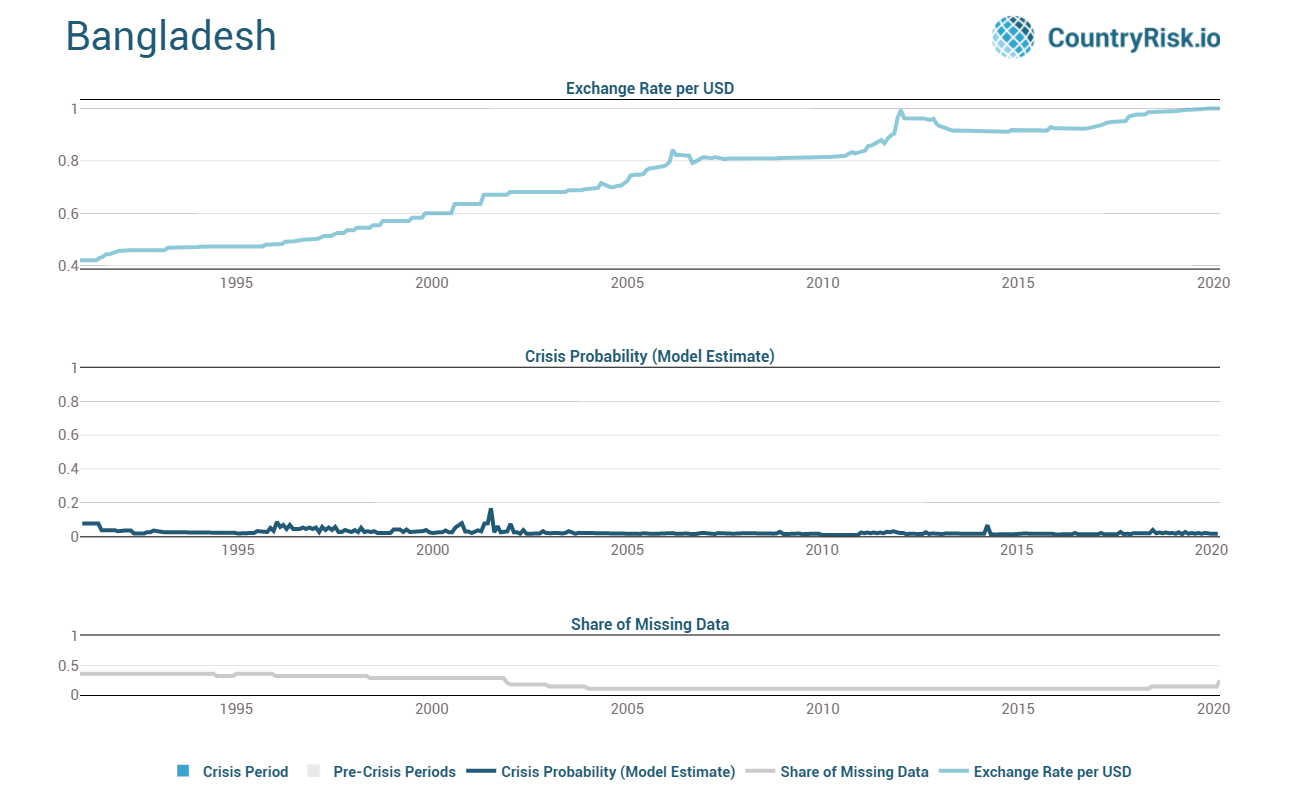 Bangladesh
CountryRisk.io
Exchange Rate per USD
1
0.8
0.6
0.4
1995 2000 2005 2010 2015 2020
Crisis Probability (Model Estimate)
1
0.8
0.6
0.4
0.2
0
1995 2000 2005 2010 2015 2020
Share of Missing Data
1
0.5
0
1995 2000 2005 2010 2015 2020
Crisis Period Pre-Crisis Periods Crisis Probability (Model Estimate) Share of Missing Data Exchange Rate per USD